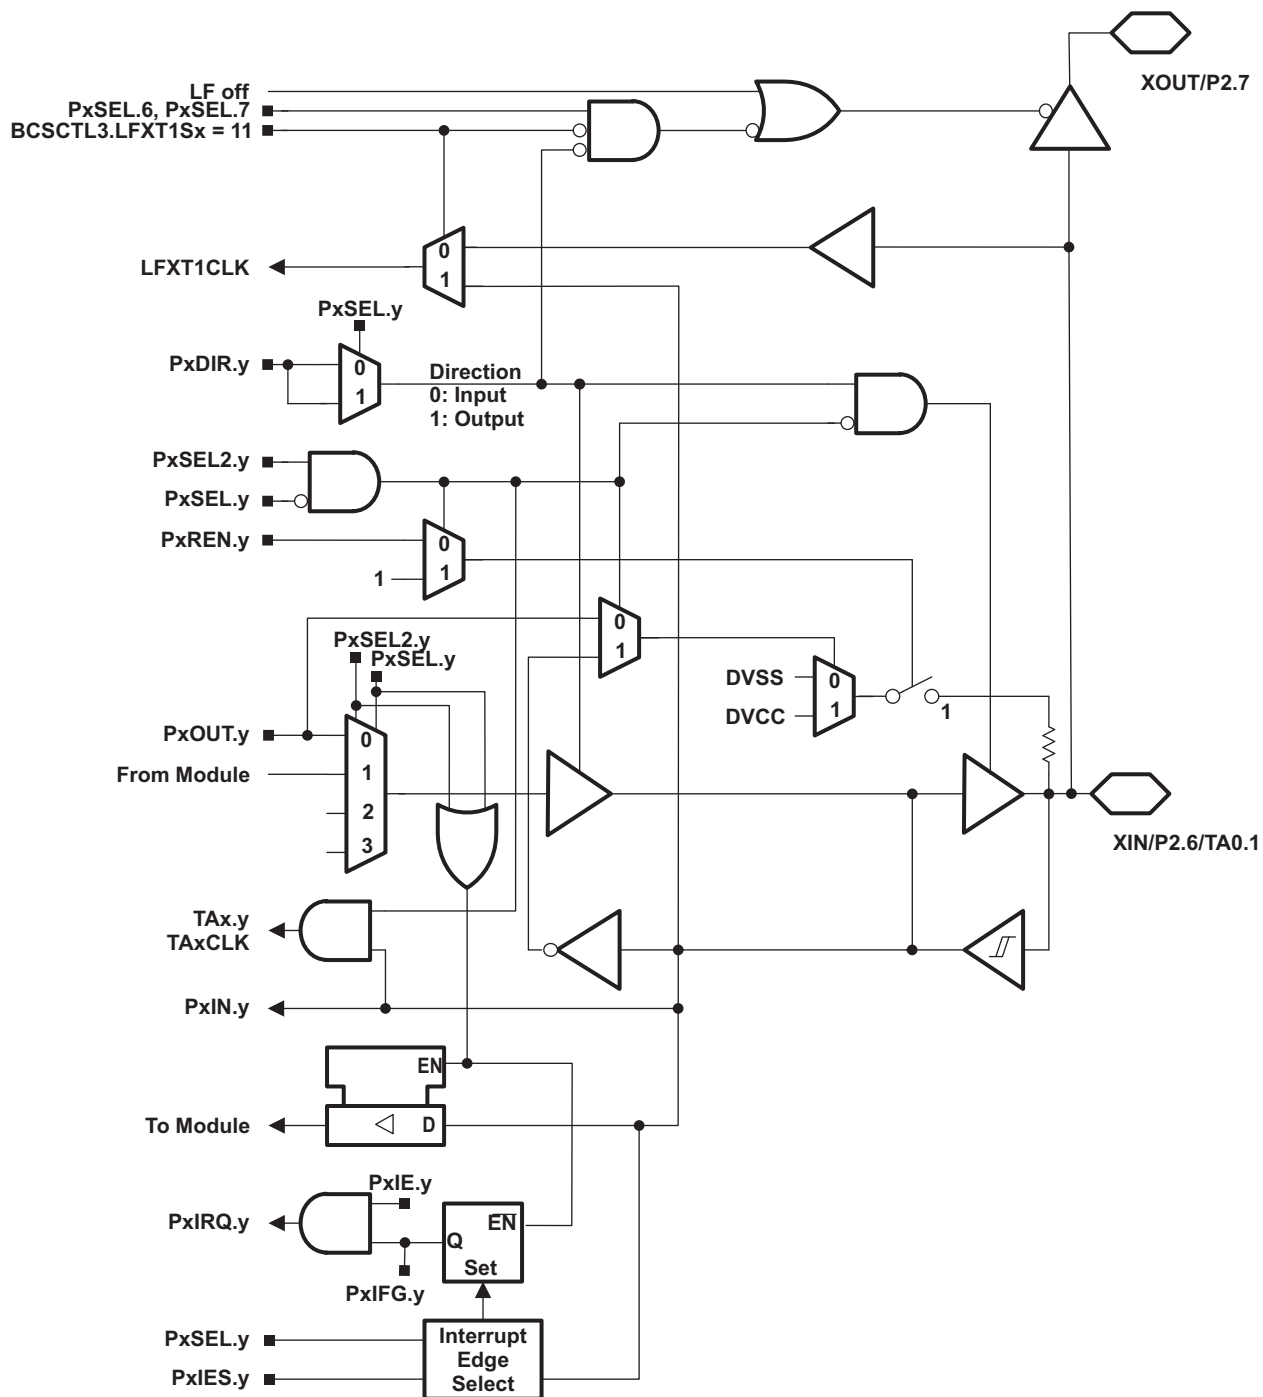 XOUT/P2.7
LF off
PxSEL.6, PxSEL.7
BCSCTL3.LFXT1Sx = 11
0
1
LFXT1CLK
PxSEL.y
PxDIR.y
0
1
Direction
0: Input
1: Output
PxSEL2.y
PxSEL.y
PxREN.y
0
1
1
0
1
PxSEL2.y
PxSEL.y
DVSS
DVCC
0
1
1
PxOUT.y
From Module
0
1
2
3
XIN/P2.6/TA0.1
TAx.y
TAxCLK
PxIN.y
EN
D
To Module
PxIE.y
PxIRQ.y
EN
Q
Set
PxIFG.y
PxSEL.y
PxIES.y
Interrupt
Edge
Select